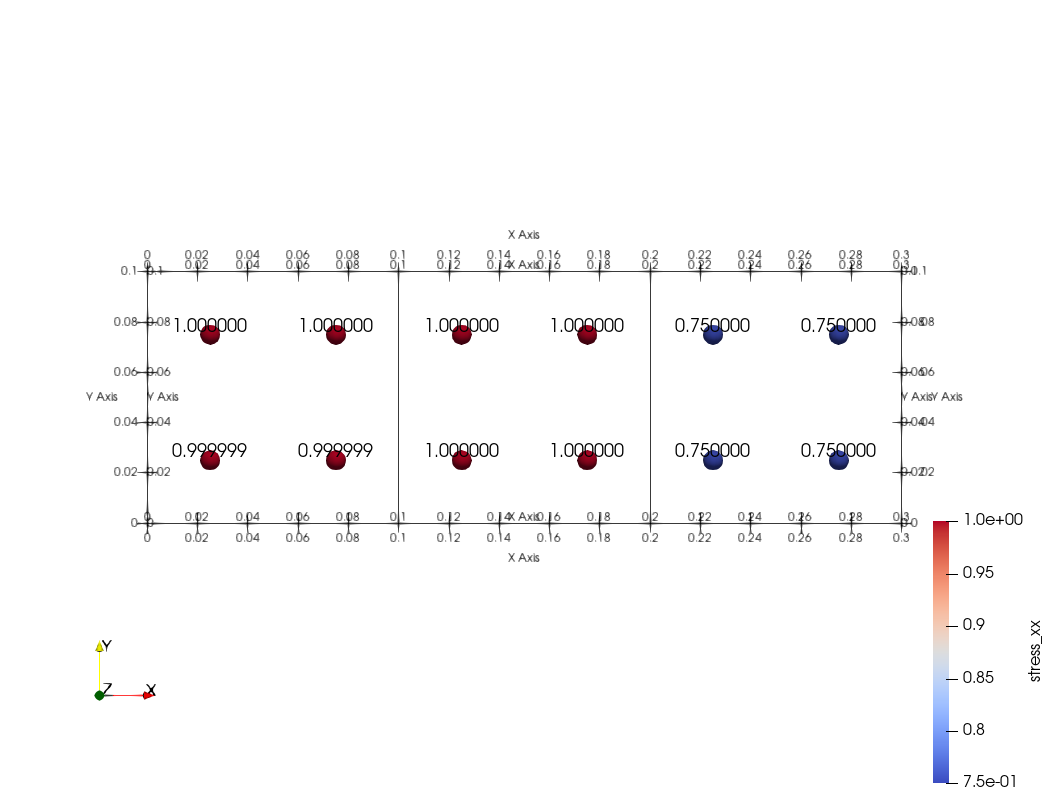 X Axis
0 0.02 0.04 0.06 0.08 0.1 0.12 0.14 0.16 0.18 0.2 0.22 0.24 0.26 0.28 0.3
0 0.02 0.04 0.06 0.08 0.1 0.12 0.14 X Axis 0.16 0.18 0.2 0.22 0.24 0.26 0.28 0.3
0.1 0.1 0.1
0.08 0.08 1.000000 1.000000 1.000000 1.000000 0.750000 0.750000 0.08 08
0.06 0.06 0.06 06
Y Axis Y Axis Y Axis Y Axis
0.04 0.04 0.04 04
0.999999 0.999999 1.000000 1.000000 0.750000 0.750000
0.02 0.02 0.02 02
0 0.02 0.04 0.06 0.08 0.1 0.12 0.14 X Axis 0.16 0.18 0.2 0.22 0.24 0.26 0.28 0.3
0 0 0 0
0 0.02 0.04 0.06 0.08 0.1 0.12 0.14 0.16 0.18 0.2 0.22 0.24 0.26 0.28 0.3
X Axis
1.0e+00
0.95
0.9
0.85
0.8
7.5e-01
stress_xx
Y
Z X